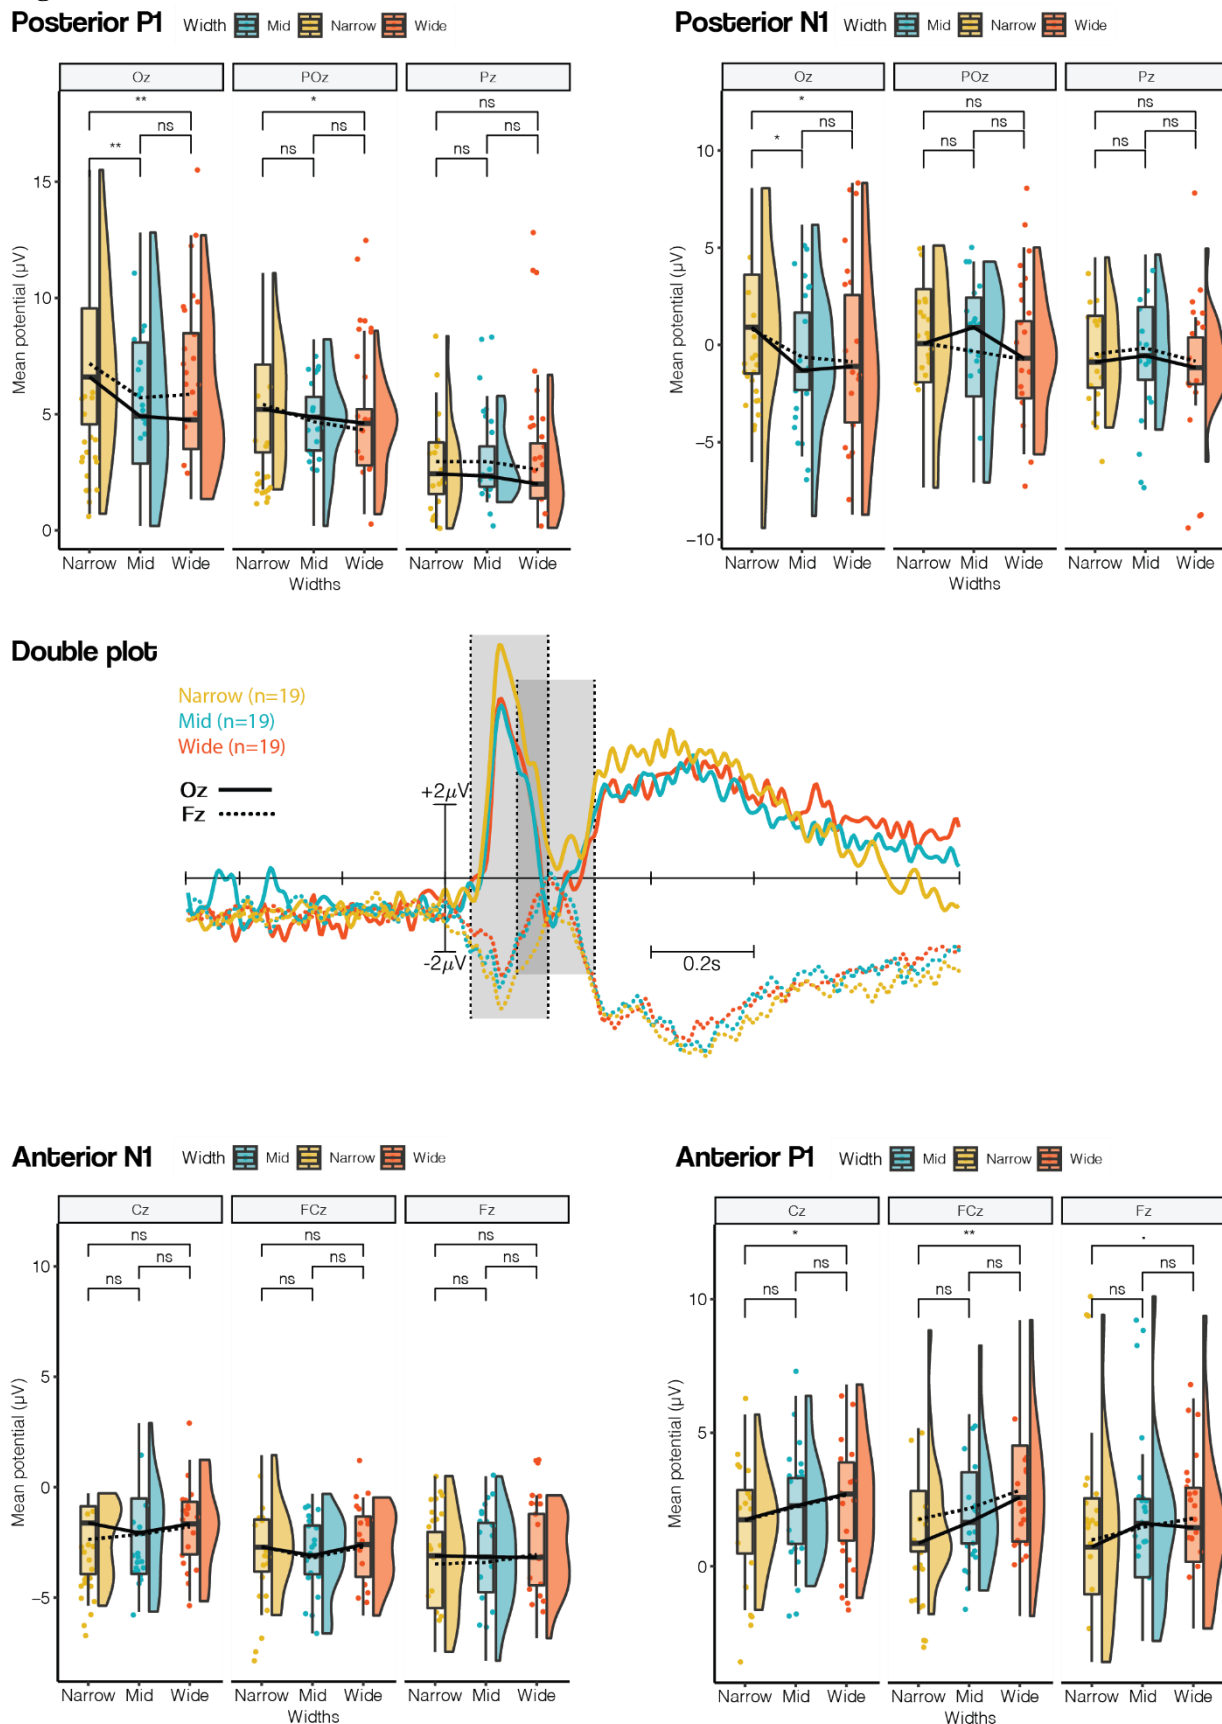 Posterior P1 Width Mid Narrow Wide
Oz POz Pz
** * ns
ns ns ns
** ns ns
15
10
5
0
Mean potential (µV)
Narrow Mid Wide Narrow Mid Wide Narrow Mid Wide
Widths
Posterior N1 Width Mid Narrow Wide
Oz POz Pz
* ns ns
ns ns ns
* ns ns
10
5
0
−5
−10
Mean potential (µV)
Narrow Mid Wide Narrow Mid Wide Narrow Mid Wide
Widths
Double plot
Narrow (n=19)
Mid (n=19)
Wide (n=19)
Oz
Fz
+2µV
-2µV
0.2s
Anterior N1 Width Mid Narrow Wide
Cz FCz Fz
ns ns ns
ns ns ns
ns ns ns
10
5
0
−5
Mean potential (µV)
Narrow Mid Wide Narrow Mid Wide Narrow Mid Wide
Widths
Anterior P1 Width Mid Narrow Wide
Cz FCz Fz
* ** .
ns ns ns
ns ns ns
10
5
0
Mean potential (µV)
Narrow Mid Wide Narrow Mid Wide Narrow Mid Wide
Widths